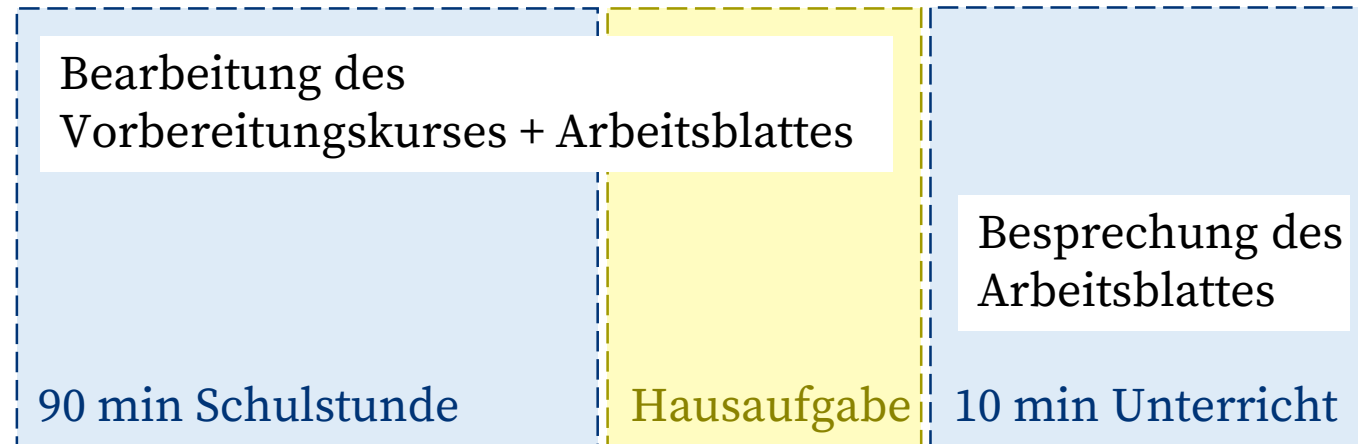 Bearbeitung des
Vorbereitungskurses + Arbeitsblattes
Besprechung des
Arbeitsblattes
90 min Schulstunde
Hausaufgabe
10 min Unterricht